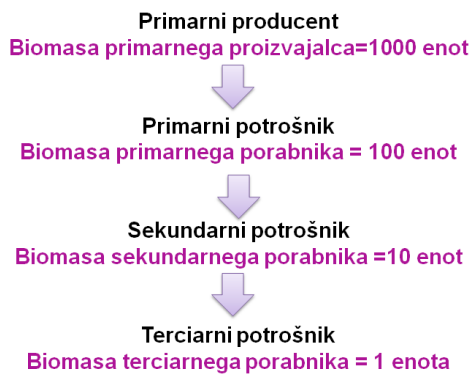 Primarni producent
Biomasa primarnega proizvajalca=1000 enot
Primarni potrošnik
Biomasa primarnega porabnika = 100 enot
Sekundarni potrošnik
Biomasa sekundarnega porabnika =10 enot
Terciarni potrošnik
Biomasa terciarnega porabnika = 1 enota